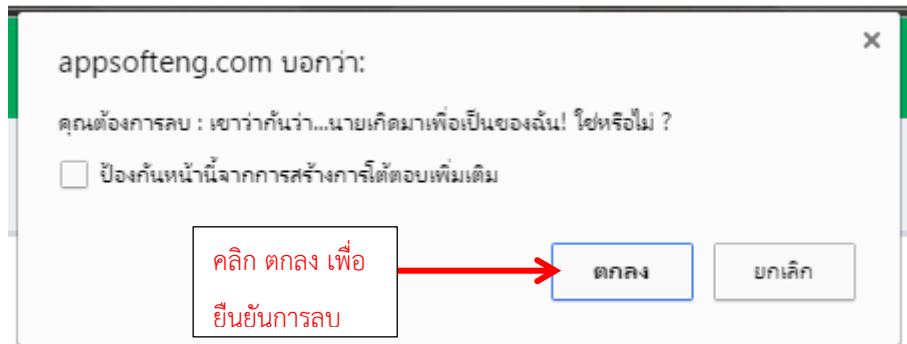 appsofteng.com บอกว่า:
คุณต้องการลบ : เขาว่ากันว่า...นายเกิดมาเพื่อเป็นของฉัน! ใช่หรือไม่ ?
ป้องกันหน้านี้จากการสร้างการโต้ตอบเพิ่มเติม
คลิก ตกลง เพื่อ
ยืนยันการลบ
ตกลง
ยกเลิก